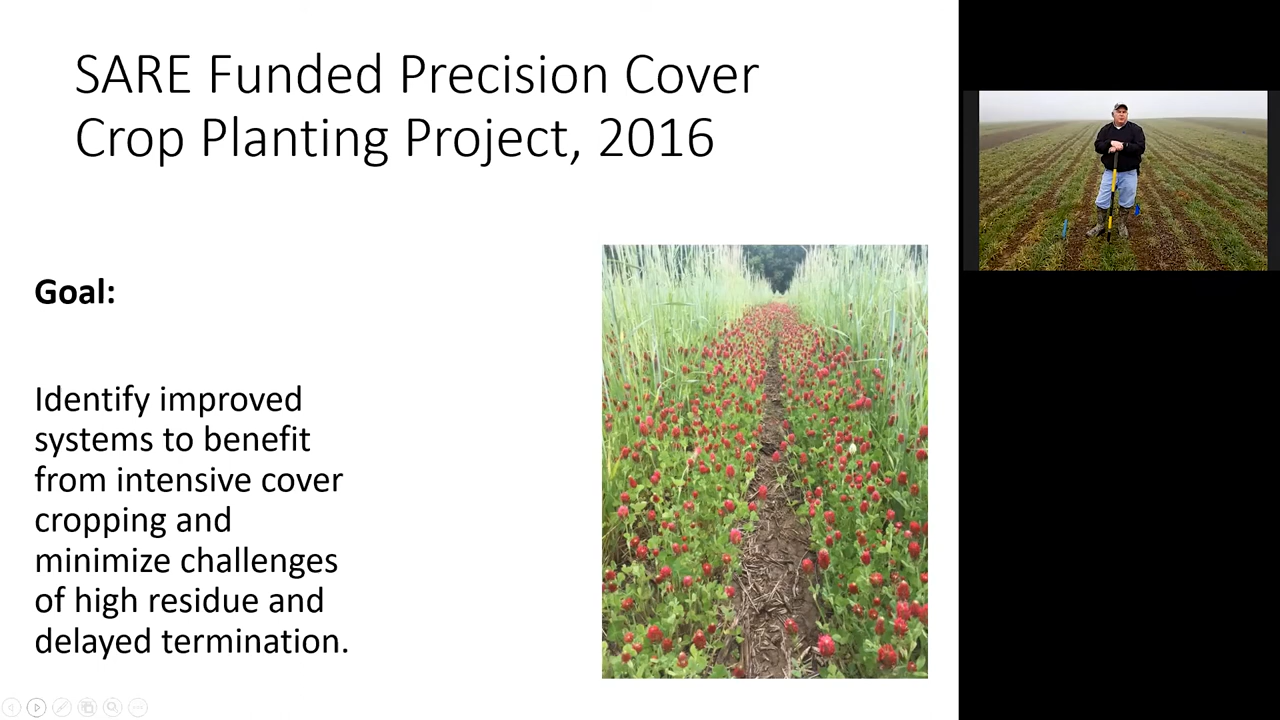 SARE Funded Precision Cover
Crop Planting Project, 2016
Goal:
Identify improved
systems to benefit
from intensive cover
cropping and
minimize challenges
of high residue and
delayed termination.